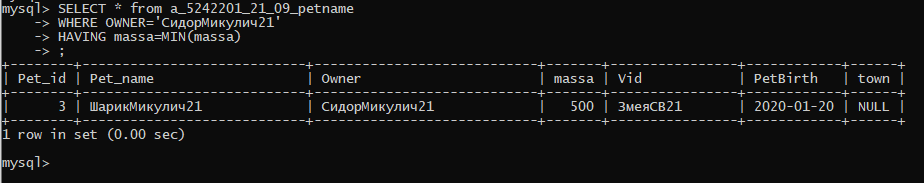 mysql> SELECT * from a_5242201_21_09_petname
    -> WHERE OWNER='СидорМикулич21'
    -> HAVING massa=MIN(massa)
    -> ;
+--------+----------------------------+----------------------------+-------+----------------+------------+------+
| Pet_id | Pet_name | Owner | massa | Vid | PetBirth | town |
+--------+----------------------------+----------------------------+-------+----------------+------------+------+
| 3 | ШарикМикулич21 | СидорМикулич21 | 500 | ЗмеяСВ21 | 2020-01-20 | NULL |
+--------+----------------------------+----------------------------+-------+----------------+------------+------+
1 row in set (0.00 sec)
mysql>